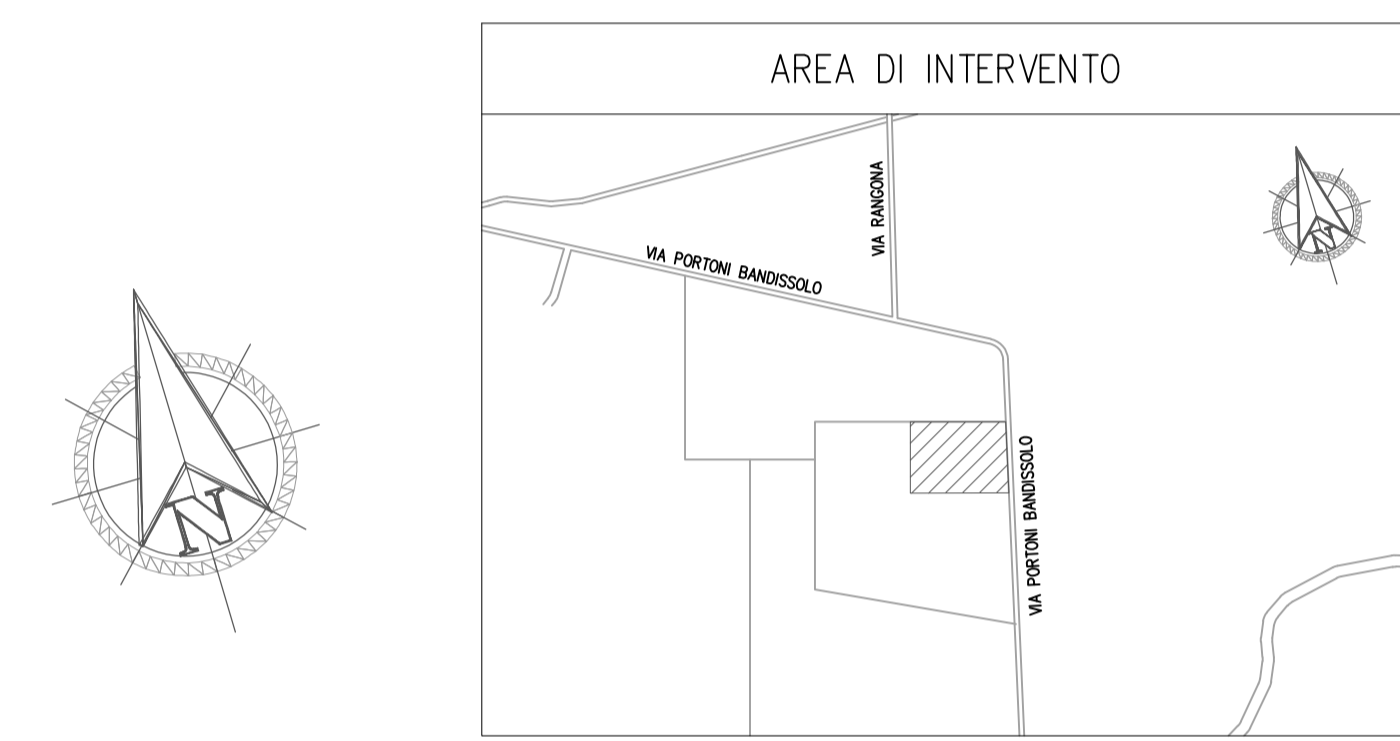 AREA DI INTERVENTO
VIA RANGONA
N
VIA PORTONI BANDISSOLO
N
VIA PORTONI BANDISSOLO